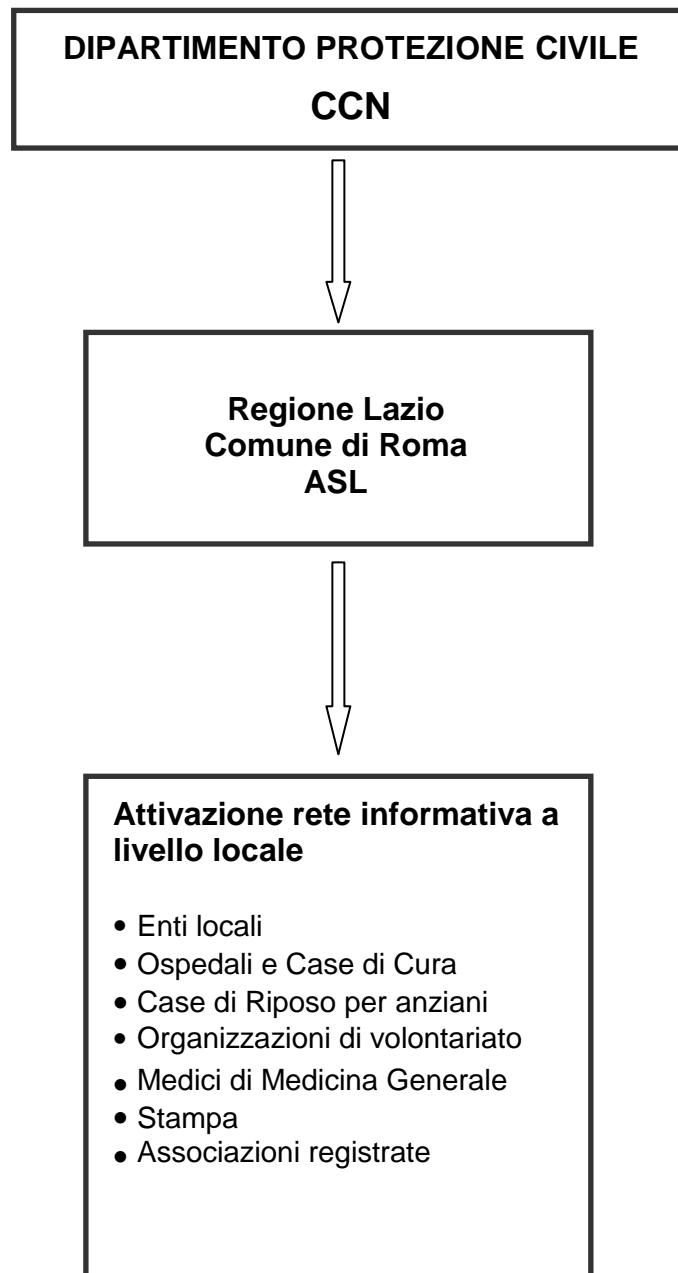 DIPARTIMENTO PROTEZIONE CIVILE
CCN
Regione Lazio
Comune di Roma
ASL
Attivazione rete informativa a
livello locale
• Enti locali
• Ospedali e Case di Cura
• Case di Riposo per anziani
• Organizzazioni di volontariato
• Medici di Medicina Generale
• Stampa
• Associazioni registrate